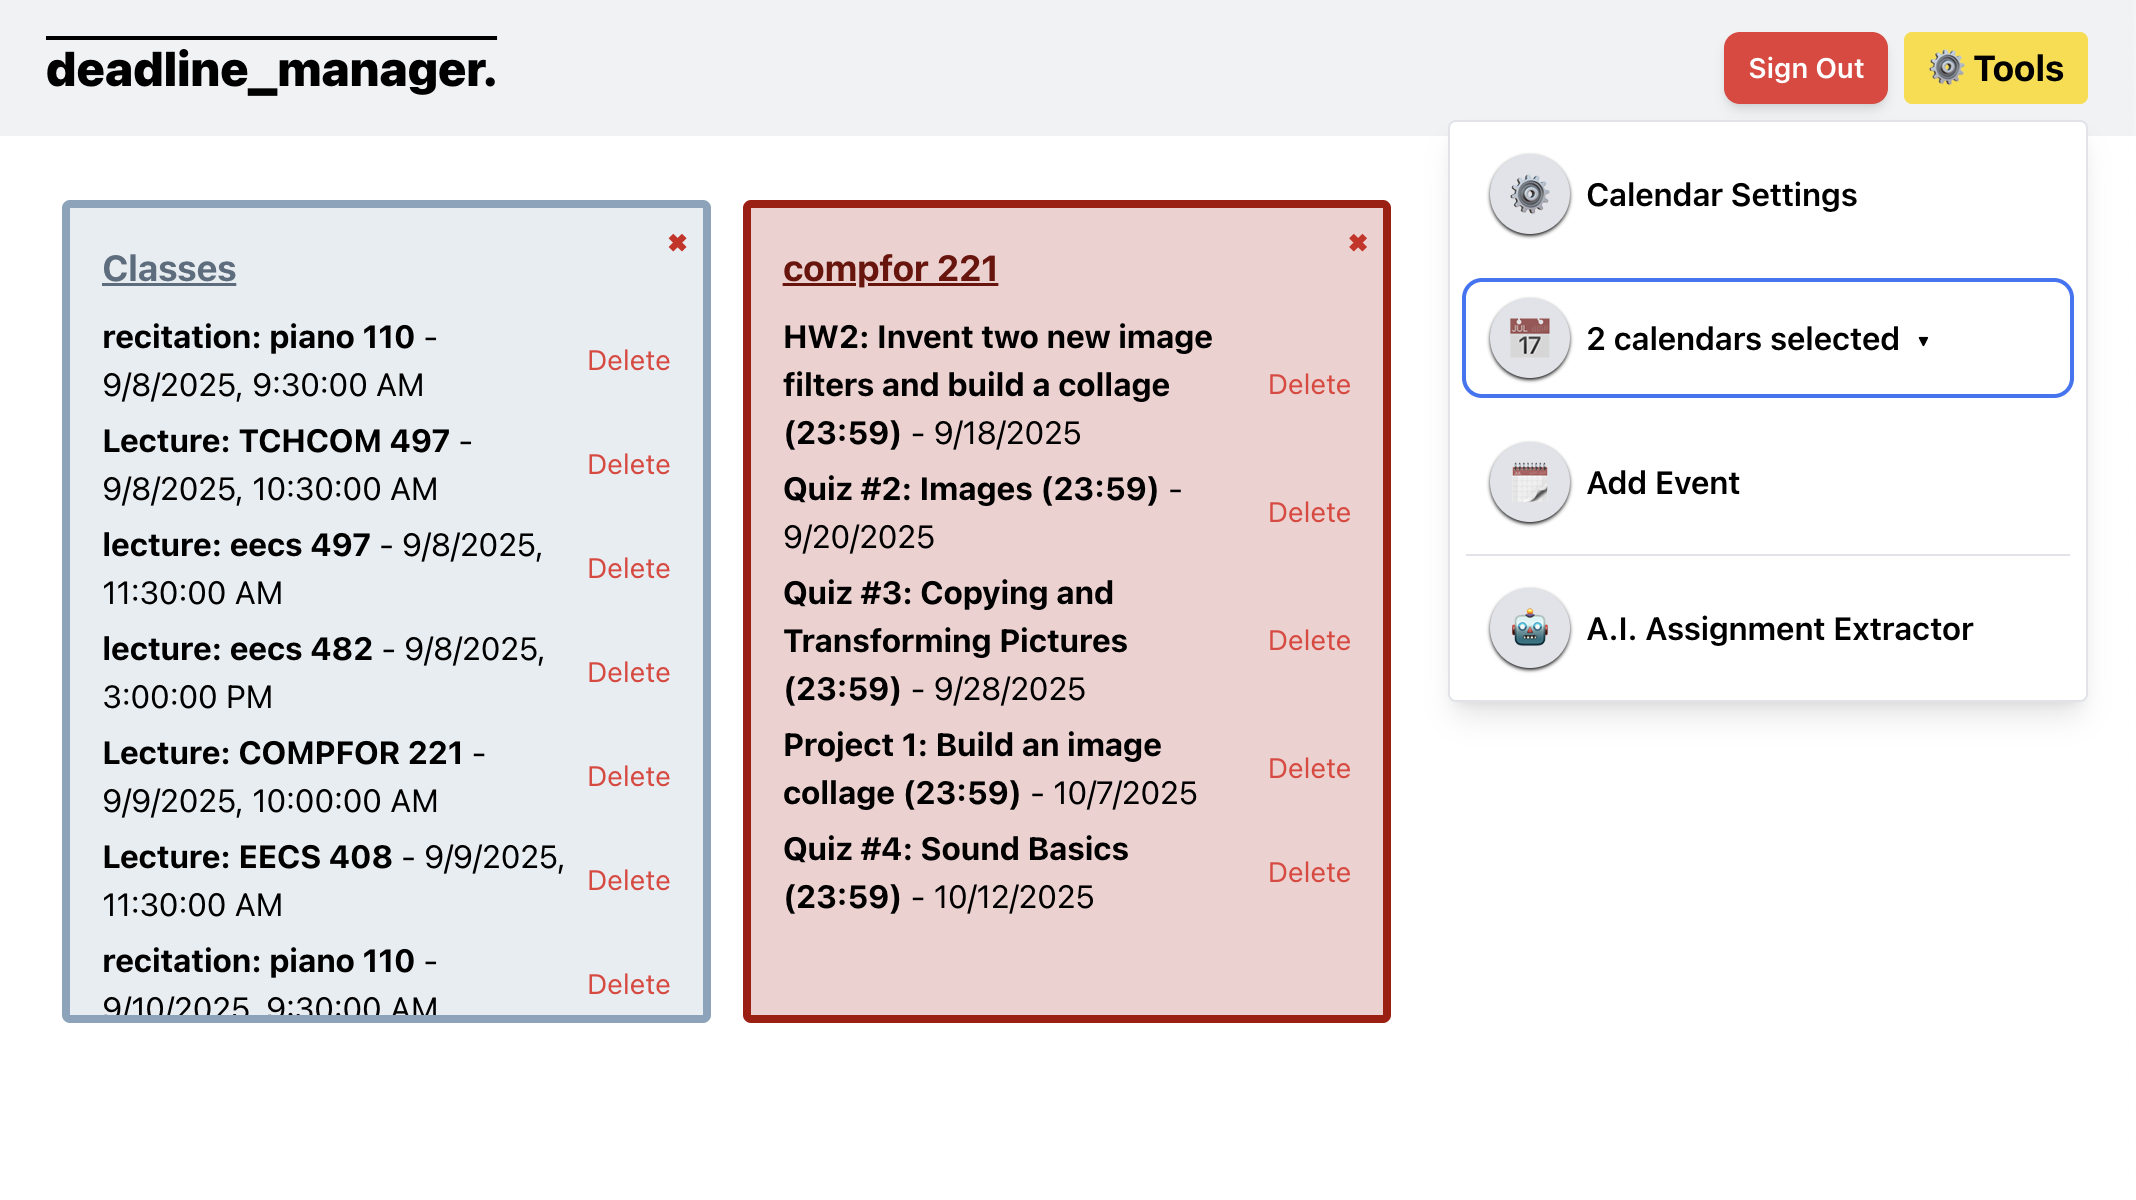 deadline_manager.
Sign Out
⚙️ Tools
Classes
✖
recitation: piano 110 -
9/8/2025, 9:30:00 AM
Delete
Lecture: TCHCOM 497 -
9/8/2025, 10:30:00 AM
Delete
lecture: eecs 497 - 9/8/2025,
11:30:00 AM
Delete
lecture: eecs 482 - 9/8/2025,
3:00:00 PM
Delete
Lecture: COMPFOR 221 -
9/9/2025, 10:00:00 AM
Delete
Lecture: EECS 408 - 9/9/2025,
11:30:00 AM
Delete
recitation: piano 110 -
9/10/2025, 9:30:00 AM
Delete
compfor 221
✖
HW2: Invent two new image
filters and build a collage
(23:59) - 9/18/2025
Delete
Quiz #2: Images (23:59) -
9/20/2025
Delete
Quiz #3: Copying and
Transforming Pictures
(23:59) - 9/28/2025
Delete
Project 1: Build an image
collage (23:59) - 10/7/2025
Delete
Quiz #4: Sound Basics
(23:59) - 10/12/2025
Delete
Calendar Settings
JUL
17
2 calendars selected ▾
Add Event
A.I. Assignment Extractor